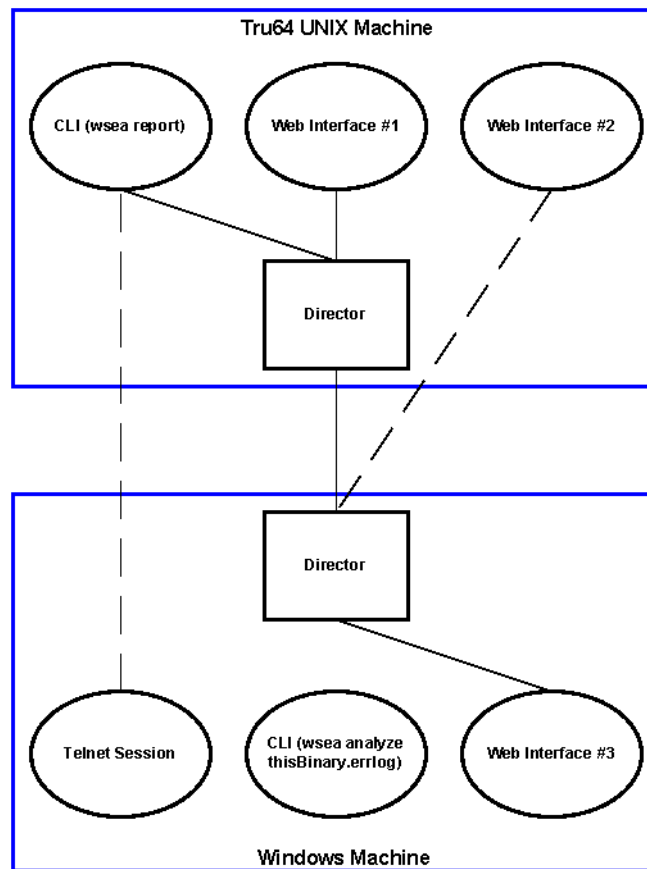 Tru64 UNIX Machine
CLI (wsea report)
Web Interface #1
Web Interface #2
Director
Director
Telnet Session
CLI (wsea analyze
thisBinary.errlog)
Web Interface #3
Windows Machine